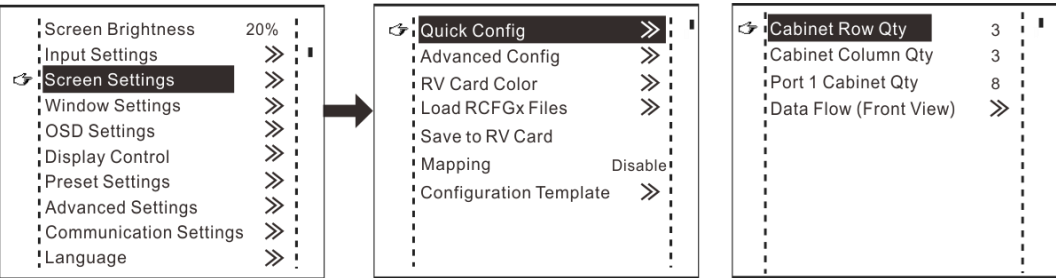 Screen Brightness 20%
Input Settings
Screen Settings
Window Settings
OSD Settings
Display Control
Preset Settings
Advanced Settings
Communication Settings
Language
Quick Config
Advanced Config
RV Card Color
Load RCFGx Files
Save to RV Card
Mapping Disable
Configuration Template
Cabinet Row Qty 3
Cabinet Column Qty 3
Port 1 Cabinet Qty 8
Data Flow (Front View)